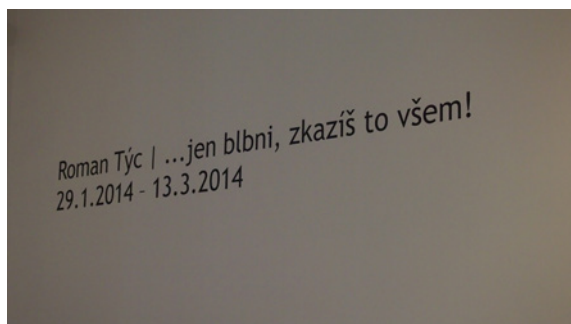 Roman Týc | ...jen blbni, zkazíš to všem!
29.1.2014 - 13.3.2014